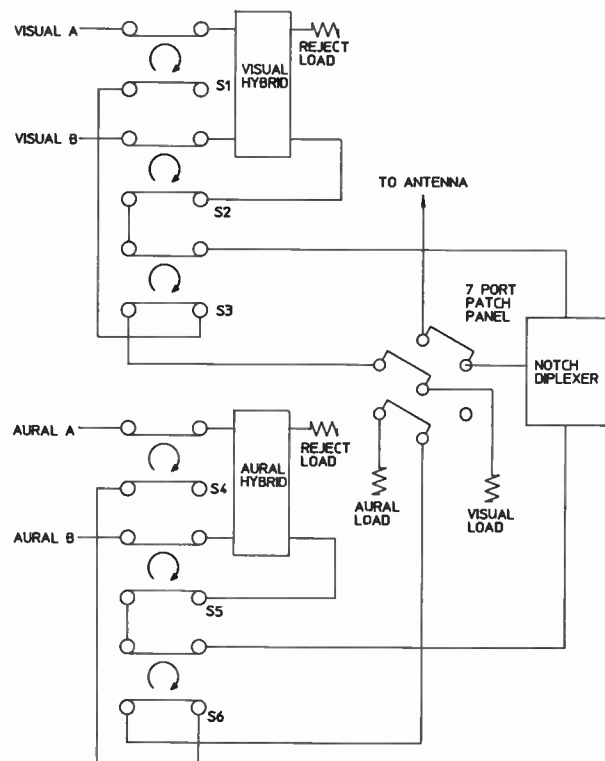 VISUAL A
VISUAL
HYBRID
REJECT
LOAD
S1
VISUAL B
S2
TO ANTENNA
S3
7 PORT
PATCH
PANEL
NOTCH
DIPLEXER
AURAL A
AURAL
HYBRID
REJECT
LOAD
S4
AURAL LOAD
VISUAL
LOAD
AURAL B
S5
S6